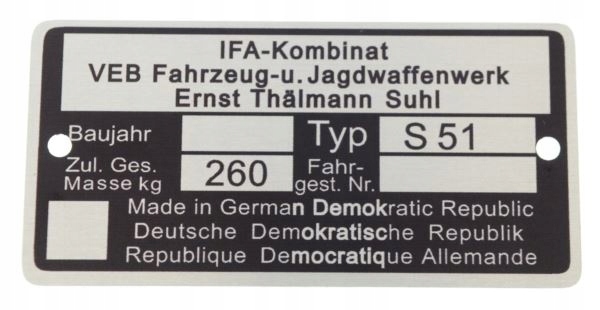 IFA-Kombinat
VEB Fahrzeug-u. Jagdwaffenwerk
Ernst Thälmann Suhl
Baujahr Typ S 51
Zul. Ges. Masse kg 260 Fahr-gest. Nr.
Made in German Demokratic Republic
Deutsche Demokratische Republik
Republique Democratique Allemande